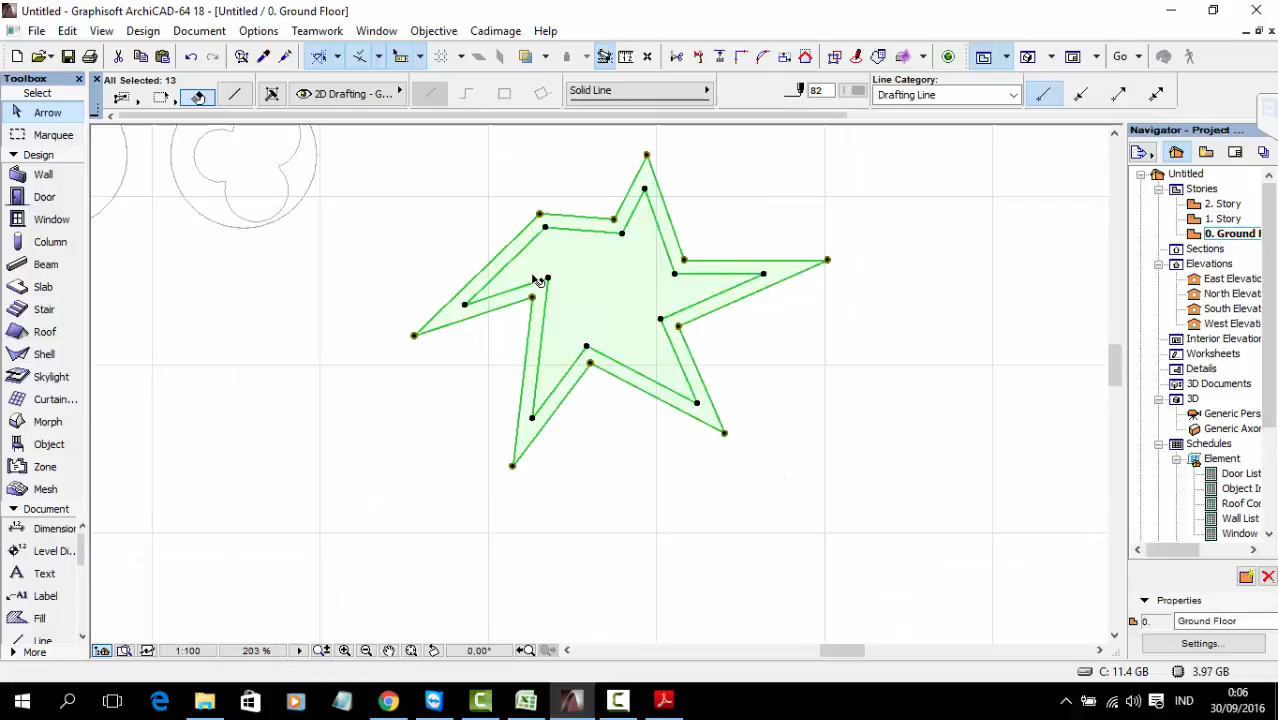 Untitled - Graphisoft ArchiCAD-64 18 - [Untitled / 0. Ground Floor]
File Edit View Design Document Options Teamwork Window Objective Cadimage Help
Go
Toolbox
Select
Arrow
Marquee
Design
Wall
Door
Window
Column
Beam
Slab
Stair
Roof
Shell
Skylight
Curtain...
Morph
Object
Zone
Mesh
Document
Dimension
Level Di...
Text
Label
Fill
Line
More
All Selected: 13
2D Drafting - G...
Solid Line
82
Line Category:
Drafting Line
Navigator - Project ...
Untitled
Stories
2. Story
1. Story
0. Ground F
Sections
Elevations
East Elevatio
North Elevat
South Elevat
West Elevati
Interior Elevation
Worksheets
Details
3D Documents
3D
Generic Pers
Generic Axor
Schedules
Element
Door List
Object In
Roof Cor
Wall List
Window
Properties
0. Ground Floor
Settings...
1:100 203 % 0,00°
C: 11.4 GB 3.97 GB
IND
0:06
30/09/2016